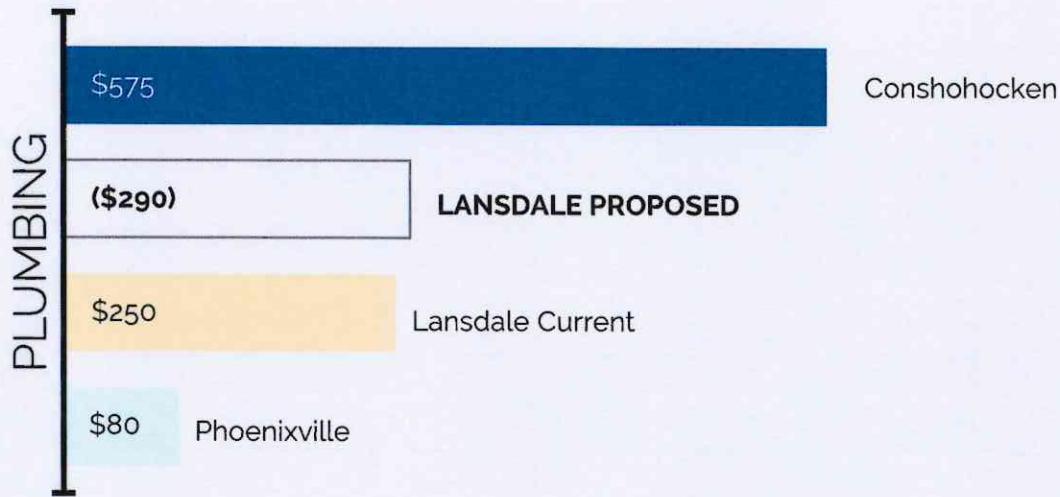 PLUMBING
$575
Conshohocken
($290)
LANSDALE PROPOSED
$250
Lansdale Current
$80
Phoenixville